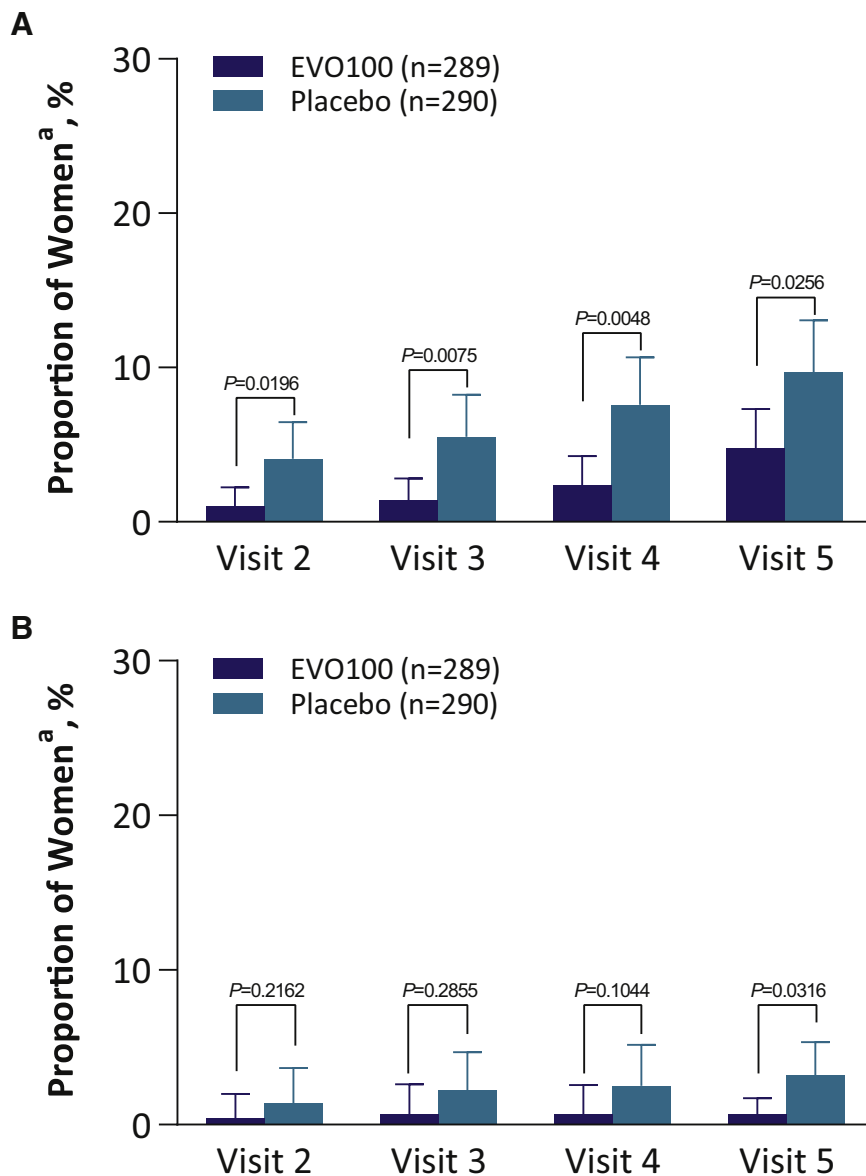 A
Proportion of Womenᵃ, %
30
20
10
0
EVO100 (n=289)
Placebo (n=290)
P=0.0196
P=0.0075
P=0.0048
P=0.0256
Visit 2
Visit 3
Visit 4
Visit 5
B
Proportion of Womenᵃ, %
30
20
10
0
EVO100 (n=289)
Placebo (n=290)
P=0.2162
P=0.2855
P=0.1044
P=0.0316
Visit 2
Visit 3
Visit 4
Visit 5